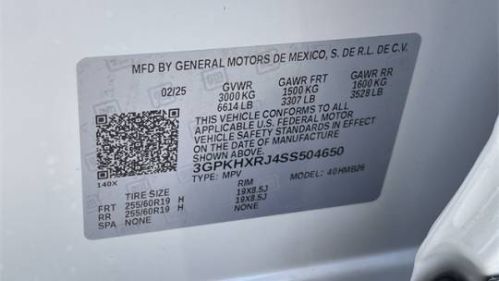 MFD BY GENERAL MOTORS DE MEXICO, S. DE R.L. DE C.V.
02/25 GVWR GAWR FRT GAWR RR
3000 KG 1500 KG 1600 KG
6614 LB 3307 LB 3528 LB
THIS VEHICLE CONFORMS TO ALL
APPLICABLE U.S. FEDERAL MOTOR
VEHICLE SAFETY STANDARDS IN EFFECT
ON THE DATE OF MANUFACTURE SHOWN ABOVE.
3GPKHXRJ4SS504650
140X TYPE: MPV MODEL: 40HMB26
TIRE SIZE RIM
FRT 255/60R19 H 19X8.5J
RR 255/60R19 H 19X8.5J
SPA NONE NONE